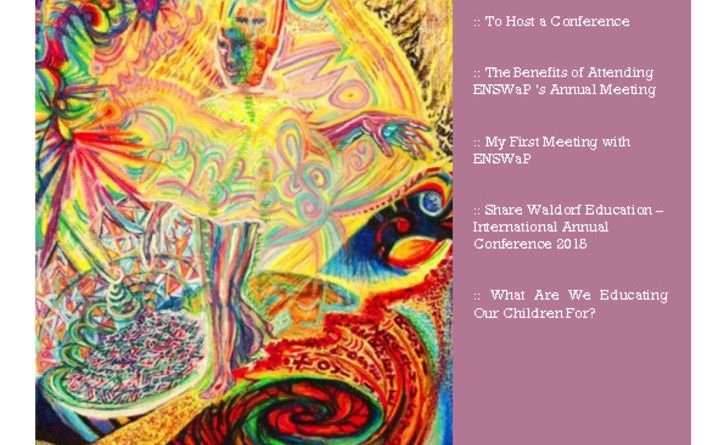 :: To Host a Conference
:: The Benefits of Attending
ENSWaP 's Annual Meeting
:: My First Meeting with
ENSWaP
:: Share Waldorf Education –
International Annual
Conference 2015
:: What Are We Educating
Our Children For?